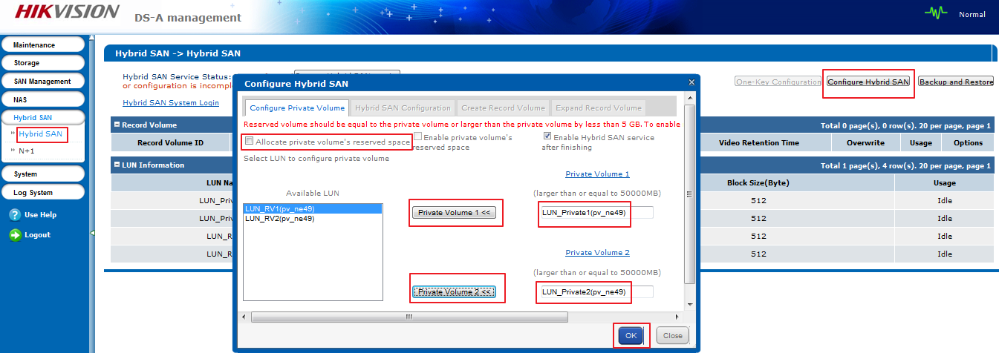 HIKVISION
DS-A management
Normal
Maintenance
Storage
SAN Management
NAS
Hybrid SAN
Hybrid SAN
N+1
System
Log System
Use Help
Logout
Hybrid SAN -> Hybrid SAN
Hybrid SAN Service Status:
or configuration is
Hybrid SAN System Login
One-Key Configuration
Configure Hybrid SAN
Backup and Restore
Record Volume
Total 0 page(s), 0 row(s). 20 per page, page 1
Record Volume ID
Video Retention Time
Overwrite
Usage
Options
LUN Information
Total 1 page(s), 4 row(s). 20 per page, page 1
LUN
Block Size(Byte)
Usage
512
Idle
512
Idle
512
Idle
512
Idle
Configure Hybrid SAN
Configure Private Volume
Hybrid SAN Configuration
Create Record Volume
Expand Record Volume
Reserved volume should be equal to the private volume or larger than the private volume by less than 5 GB. To enable
Allocate private volume's reserved space
Enable private volume's
reserved space
Enable Hybrid SAN service
after finishing
Select LUN to configure private volume
Private Volume 1
Available LUN
(larger than or equal to 50000MB)
LUN_RV1(pv_ne49)
LUN_RV2(pv_ne49)
Private Volume 1 <<
LUN_Private1(pv_ne49)
Private Volume 2
(larger than or equal to 50000MB)
Private Volume 2 <<
LUN_Private2(pv_ne49)
OK
Close